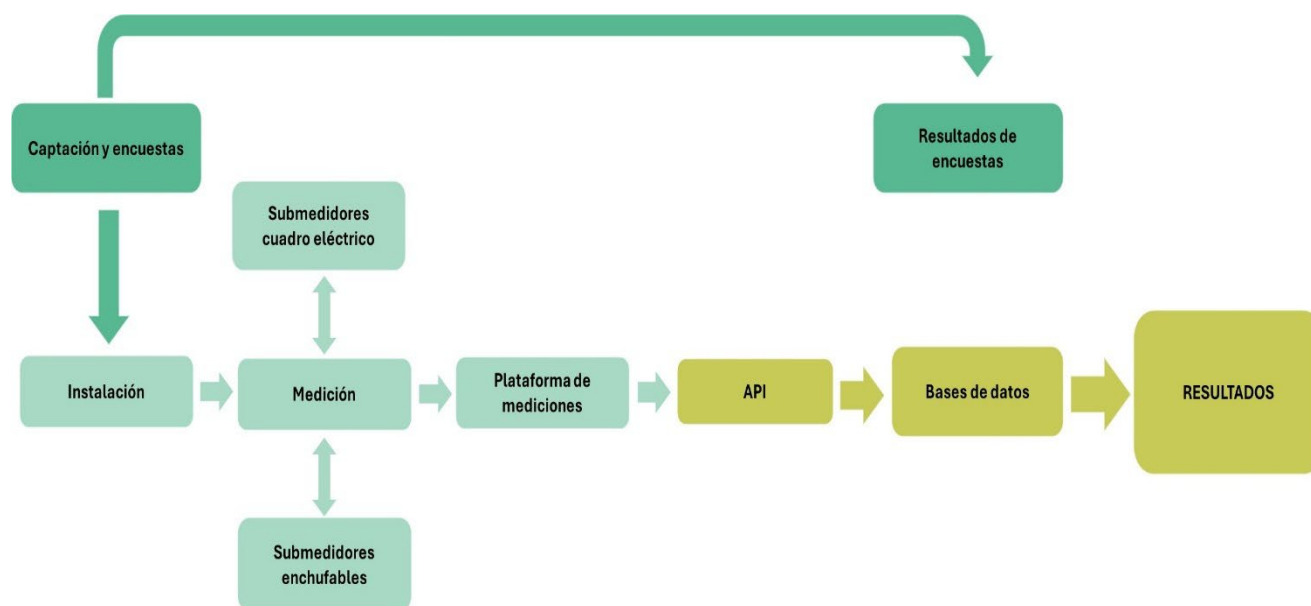 Captación y encuestas
Resultados de
encuestas
Submedidores
cuadro eléctrico
Instalación
Medición
Plataforma de
mediciones
API
Bases de datos
RESULTADOS
Submedidores
enchufables